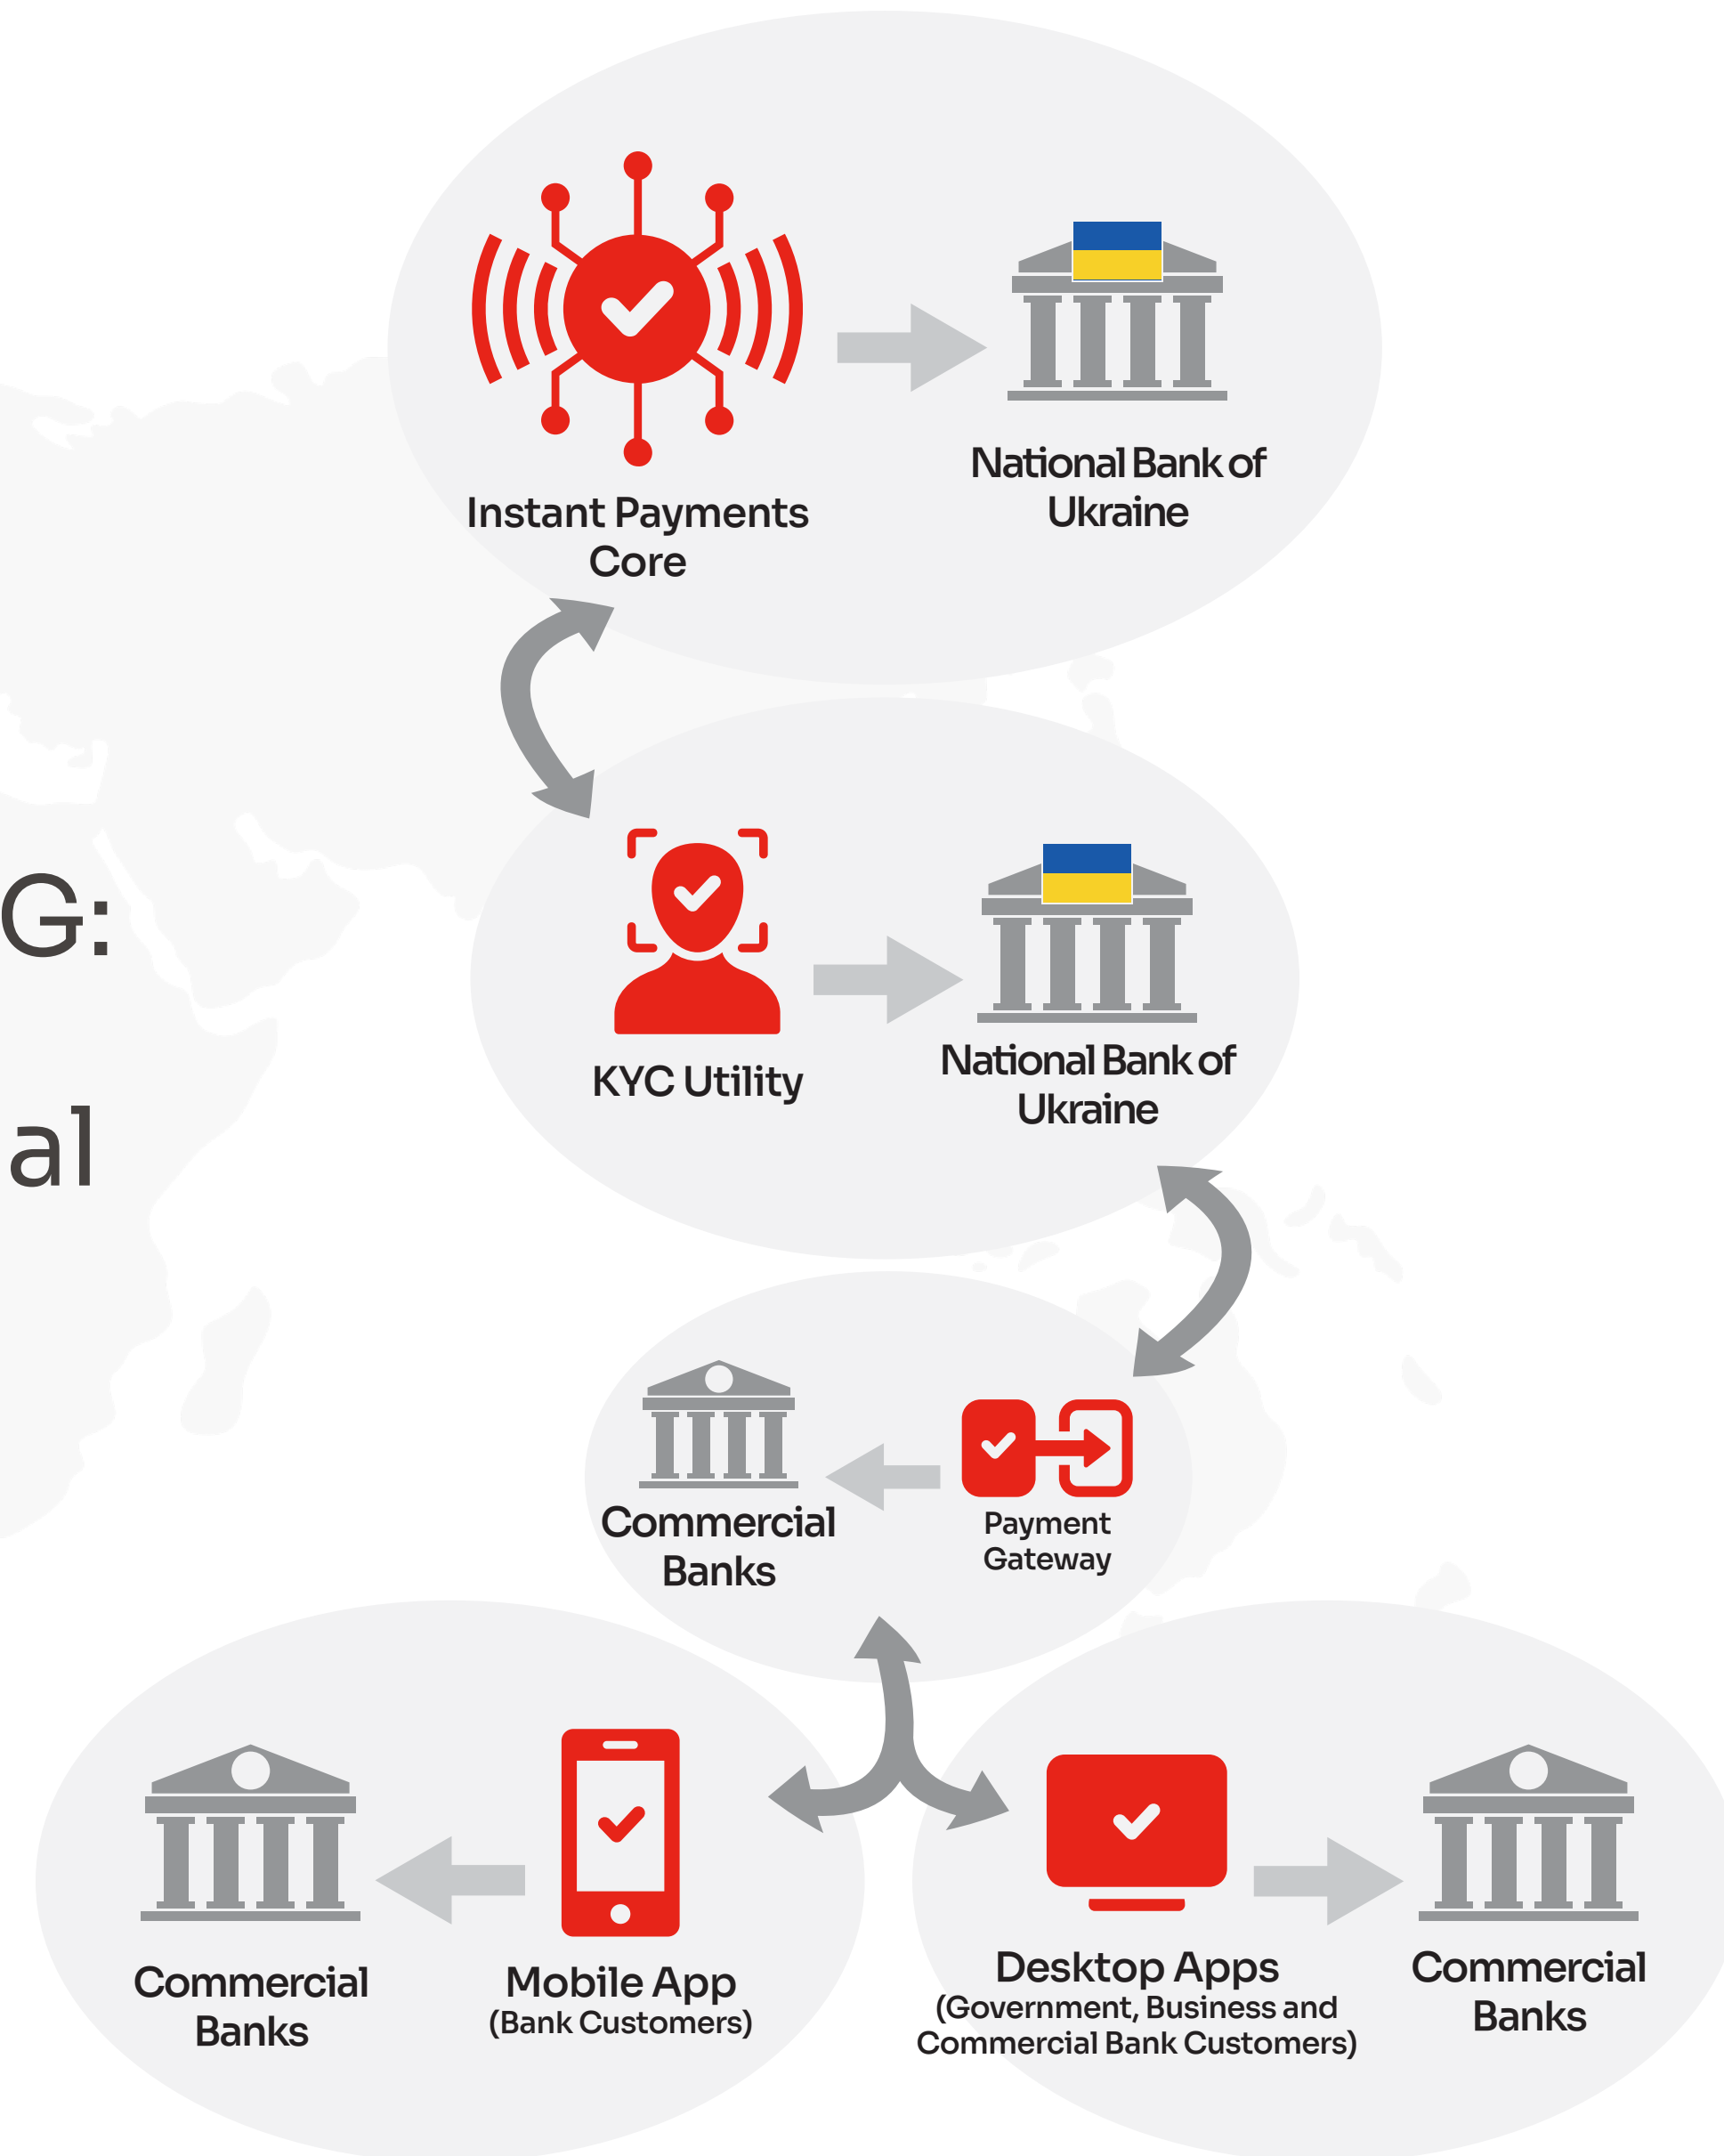 Instant Payments
Core
National Bank of
Ukraine
G:
al
KYC Utility
National Bank of
Ukraine
Commercial
Banks
Payment
Gateway
Commercial
Banks
Mobile App
(Bank Customers)
Desktop Apps
(Government, Business and
Commercial Bank Customers)
Commercial
Banks